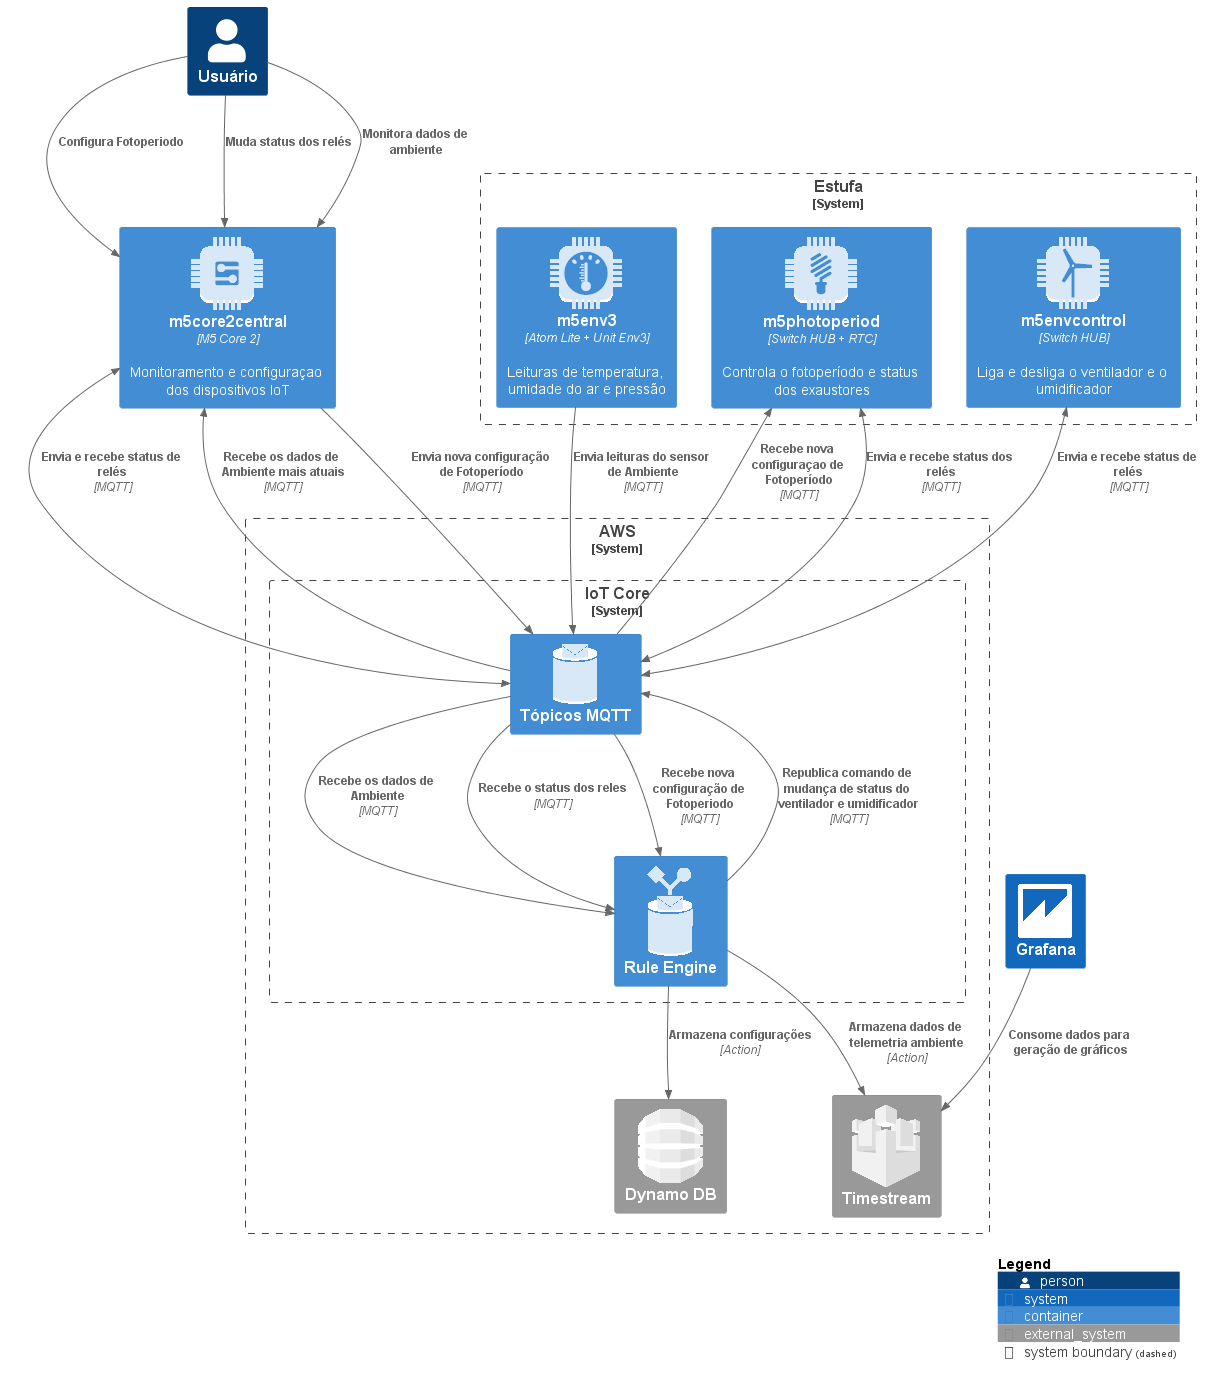 Usuário
Configura Fotoperiodo
Muda status dos relés
Monitora dados de
ambiente
Estufa
[System]
m5core2central
[M5 Core 2]
Monitoramento e configuraçao
dos dispositivos IoT
m5env3
[Atom Lite + Unit Env3]
Leituras de temperatura,
umidade do ar e pressão
m5photoperiod
[Switch HUB + RTC]
Controla o fotoperíodo e status
dos exaustores
m5envcontrol
[Switch HUB]
Liga e desliga o ventilador e o
umidificador
Envia e recebe status de
relés
[MQTT]
Recebe os dados de
Ambiente mais atuais
[MQTT]
Envia nova configuração
de Fotoperíodo
[MQTT]
Envia leituras do sensor
de Ambiente
[MQTT]
Recebe nova
configuraçao de
Fotoperíodo
[MQTT]
Envia e recebe status dos
relés
[MQTT]
Envia e recebe status de
relés
[MQTT]
AWS
[System]
IoT Core
[System]
Tópicos MQTT
Recebe os dados de
Ambiente
[MQTT]
Recebe o status dos reles
[MQTT]
Recebe nova
configuração de
Fotoperiodo
[MQTT]
Republica comando de
mudança de status do
ventilador e umidificador
[MQTT]
Rule Engine
Grafana
Armazena configurações
[Action]
Armazena dados de
telemetria ambiente
[Action]
Consome dados para
geração de gráficos
Dynamo DB
Timestream
Legend
person
system
container
external_system
system boundary (dashed)